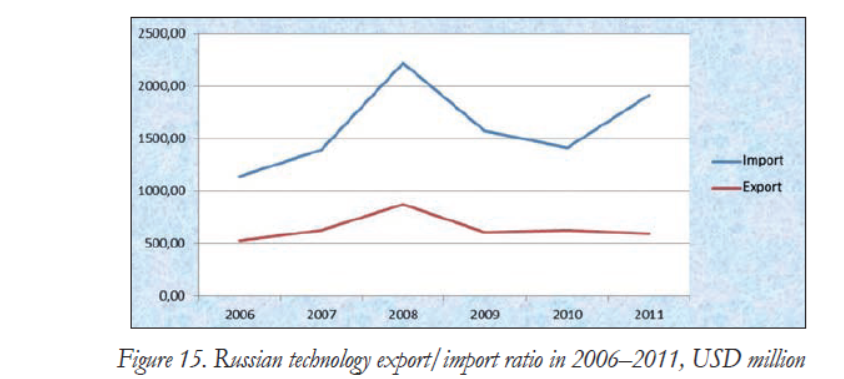 2500,00
2000,00
1500,00
1000,00
500,00
0,00
2006 2007 2008 2009 2010 2011
Import
Export
Figure 15. Russian technology export/import ratio in 2006–2011, USD million